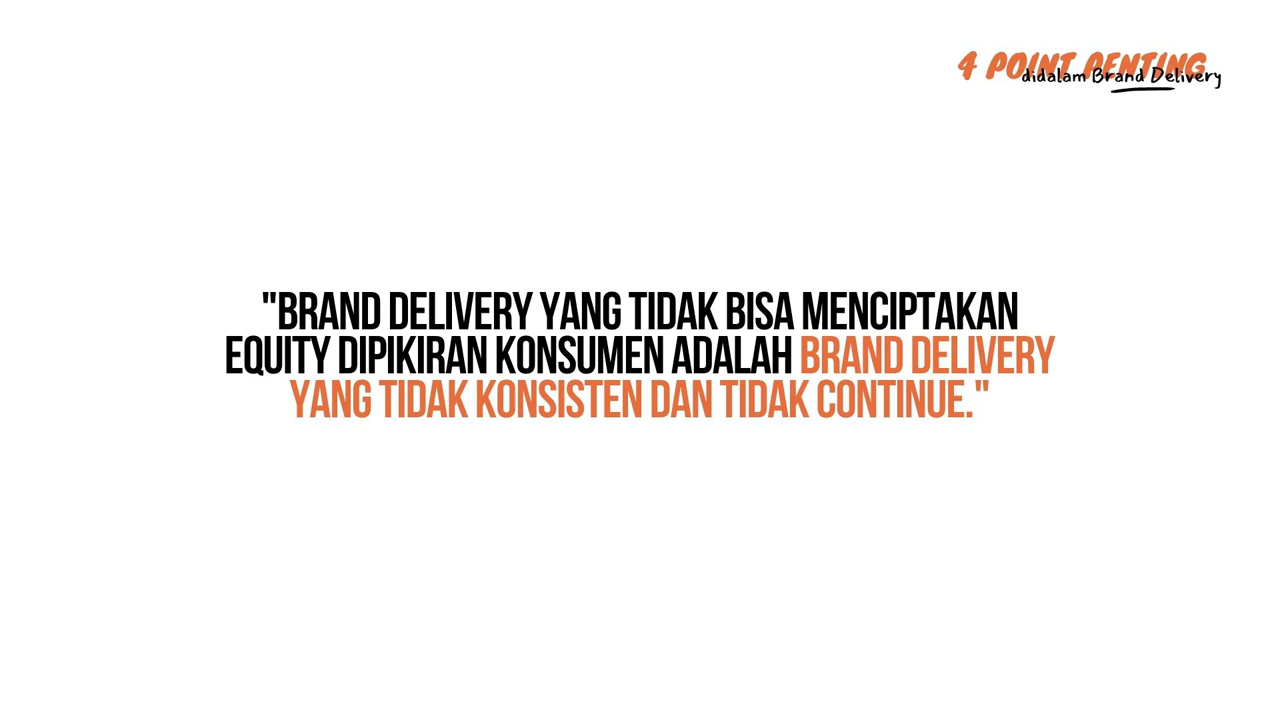 4 POINT PENTING
didalam Brand Delivery
"BRAND DELIVERY YANG TIDAK BISA MENCIPTAKAN
EQUITY DIPIKIRAN KONSUMEN ADALAH BRAND DELIVERY
YANG TIDAK KONSISTEN DAN TIDAK CONTINUE."